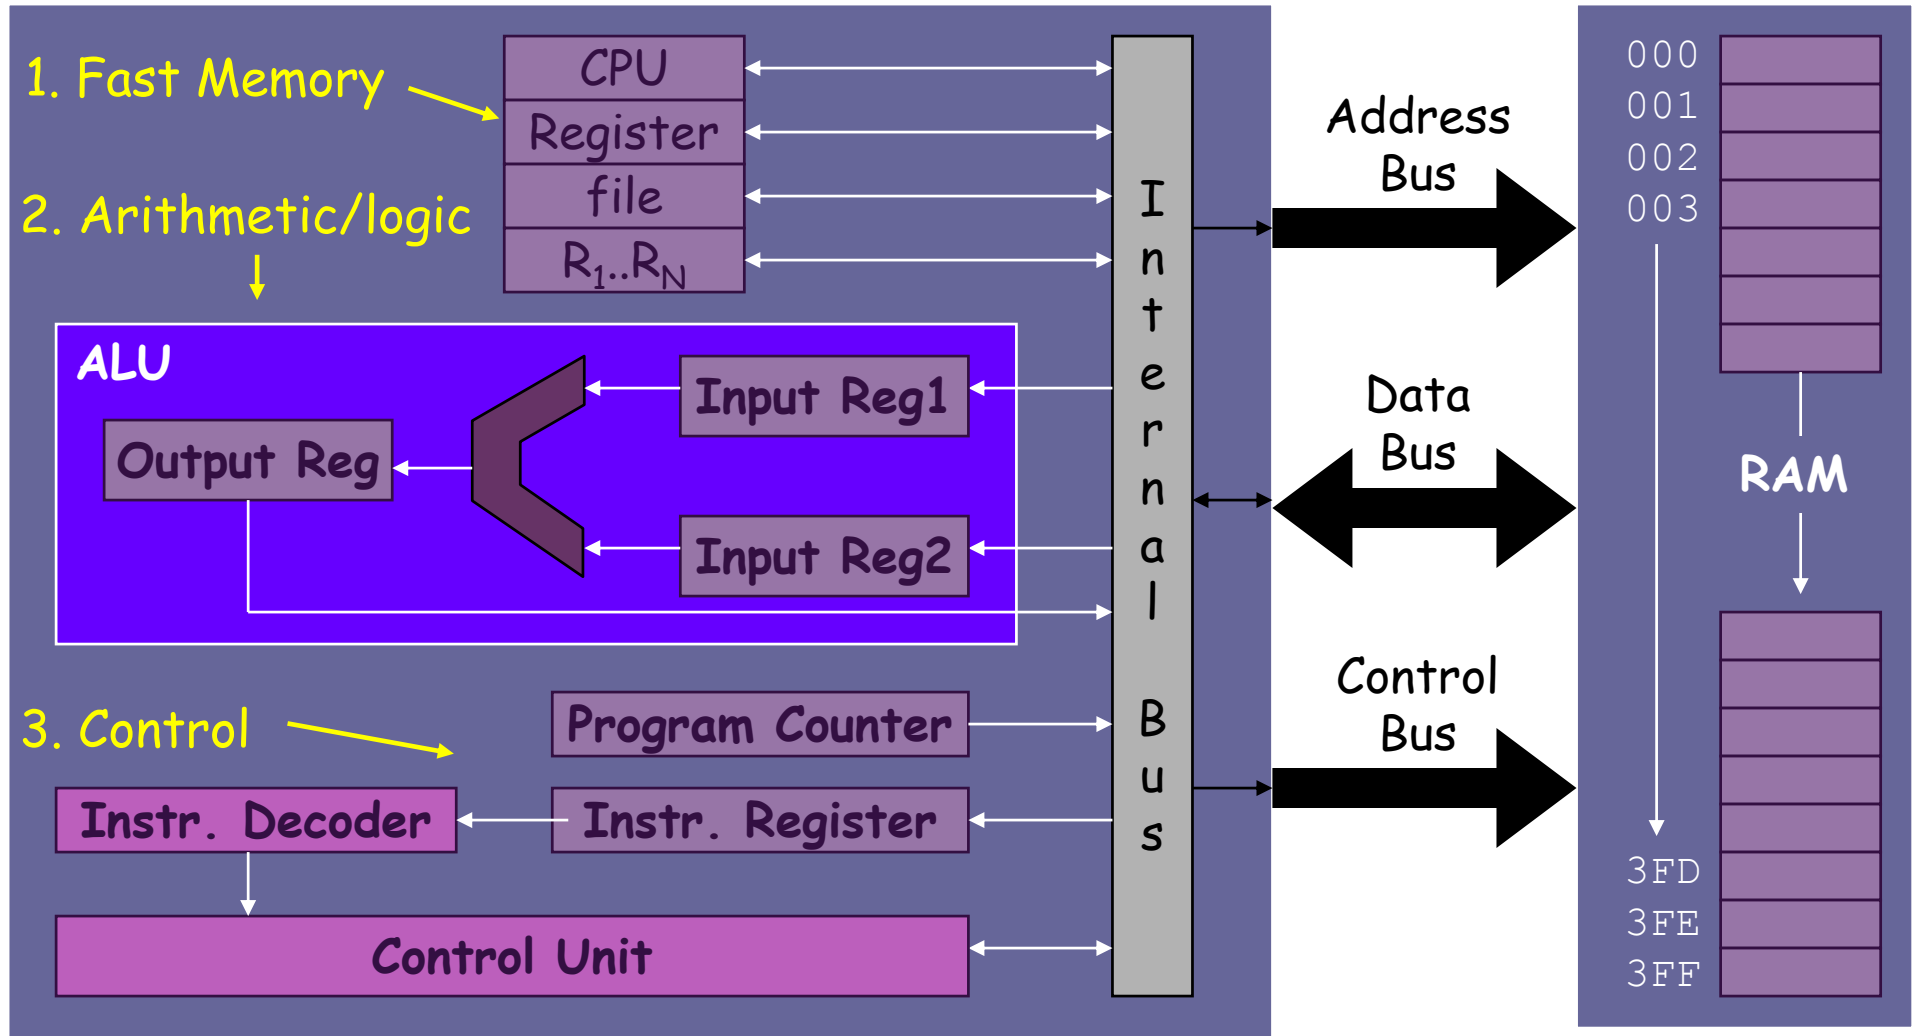 1. Fast Memory
CPU
Register
file
R1..RN
2. Arithmetic/logic
ALU
Input Reg1
Output Reg
Input Reg2
3. Control
Program Counter
Instr. Decoder
Instr. Register
Control Unit
Internal Bus
Address
Bus
Data
Bus
Control
Bus
000
001
002
003
RAM
3FD
3FE
3FF